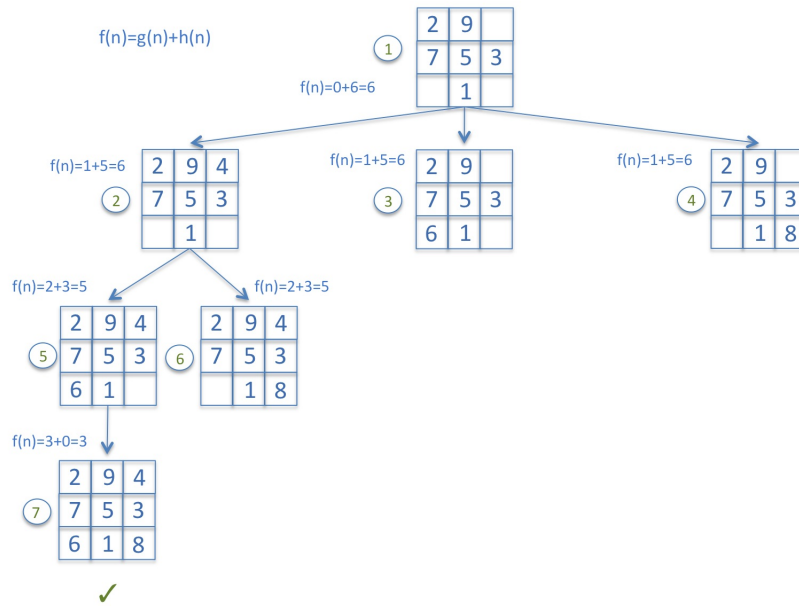 f(n)=g(n)+h(n)
1
2 9
7 5 3
1
f(n)=0+6=6
f(n)=1+5=6
2
2 9 4
7 5 3
1
f(n)=1+5=6
3
2 9
7 5 3
6 1
f(n)=1+5=6
4
2 9
7 5 3
1 8
f(n)=2+3=5
5
2 9 4
7 5 3
6 1
f(n)=2+3=5
6
2 9 4
7 5 3
1 8
f(n)=3+0=3
7
2 9 4
7 5 3
6 1 8
✓